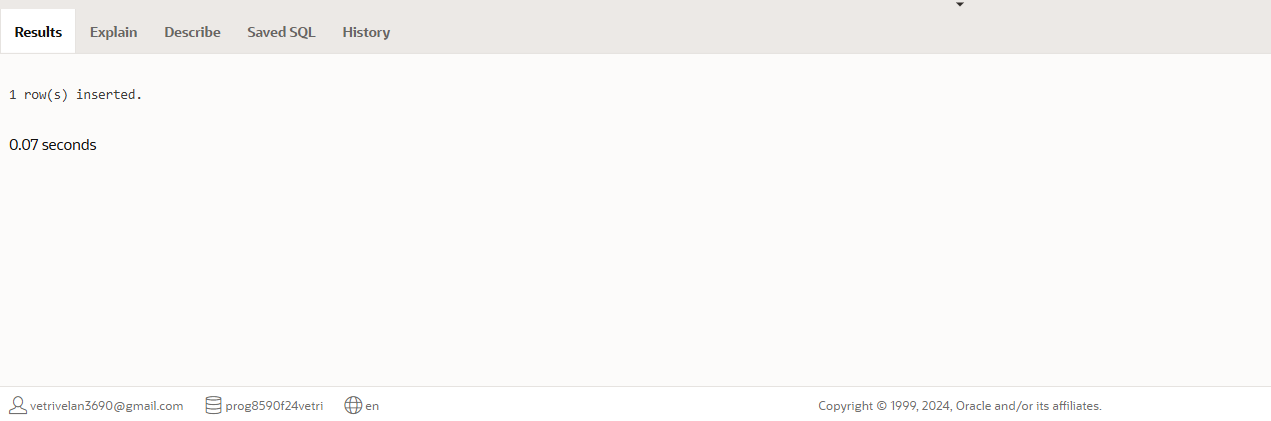 Results Explain Describe Saved SQL History
1 row(s) inserted.
0.07 seconds
vetrivelan3690@gmail.com prog8590f24vetri en Copyright © 1999, 2024, Oracle and/or its affiliates.